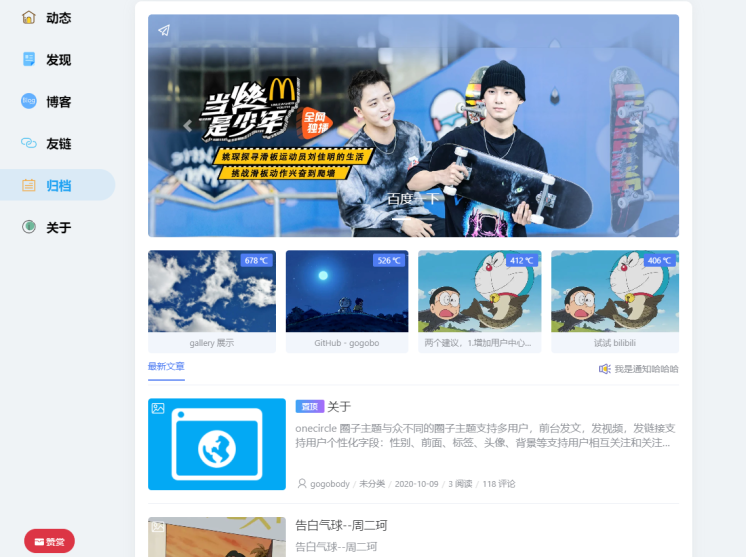 动态
发现
Blog
博客
友链
归档
关于
赞赏
当燃
是少年
全网
独播
姚琛探寻滑板运动员刘佳明的生活
挑战滑板动作兴奋到爬墙
百度一下
678 ℃
526 ℃
412 ℃
406 ℃
gallery 展示
GitHub - gogobo
两个建议，1.增加用户中心...
試試 bilibili
最新文章
我是通知哈哈哈
置顶 关于
onecircle 圈子主题与众不同的圈子主题支持多用户，前台发文，发视频，发链接支
持用户个性化字段：性别、前面、标签、头像、背景等支持用户相互关注和关注...
gogobody / 未分类 / 2020-10-09 / 3 阅读 / 118 评论
告白气球--周二珂
告白气球--周二珂